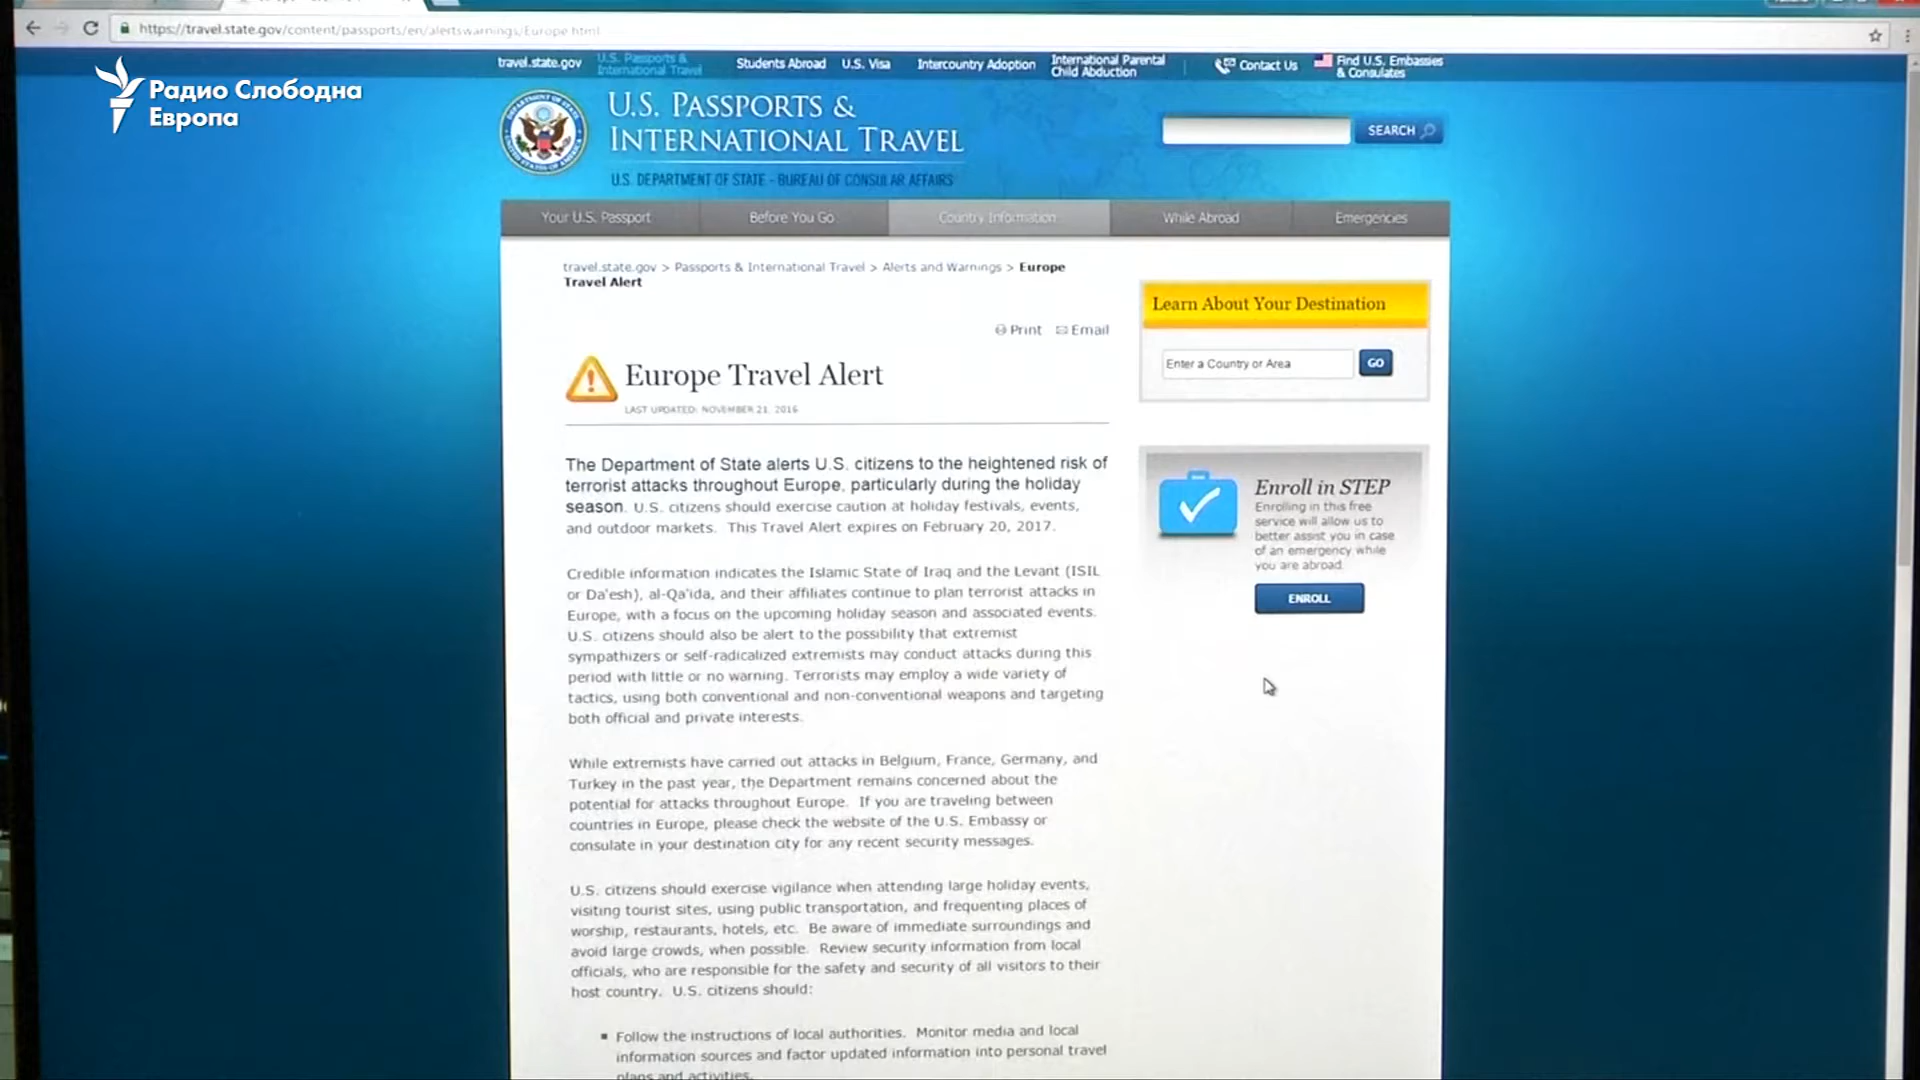 https://travel.state.gov/content/passports/en/alertswarnings/Europe.html
Радио Слободна
Европа
travel.state.gov
U.S. Passports &
International Travel
Students Abroad
U.S. Visa
Intercountry Adoption
International Parental
Child Abduction
Contact Us
Find U.S. Embassies
& Consulates
U.S. PASSPORTS &
INTERNATIONAL TRAVEL
U.S. DEPARTMENT OF STATE - BUREAU OF CONSULAR AFFAIRS
SEARCH
Your U.S. Passport
Before You Go
Country Information
While Abroad
Emergencies
travel.state.gov > Passports & International Travel > Alerts and Warnings > Europe
Travel Alert
Print Email
Europe Travel Alert
LAST UPDATED: NOVEMBER 21, 2016
The Department of State alerts U.S. citizens to the heightened risk of
terrorist attacks throughout Europe, particularly during the holiday
season. U.S. citizens should exercise caution at holiday festivals, events,
and outdoor markets. This Travel Alert expires on February 20, 2017.
Credible information indicates the Islamic State of Iraq and the Levant (ISIL
or Da'esh), al-Qa'ida, and their affiliates continue to plan terrorist attacks in
Europe, with a focus on the upcoming holiday season and associated events.
U.S. citizens should also be alert to the possibility that extremist
sympathizers or self-radicalized extremists may conduct attacks during this
period with little or no warning. Terrorists may employ a wide variety of
tactics, using both conventional and non-conventional weapons and targeting
both official and private interests.
While extremists have carried out attacks in Belgium, France, Germany, and
Turkey in the past year, the Department remains concerned about the
potential for attacks throughout Europe. If you are traveling between
countries in Europe, please check the website of the U.S. Embassy or
consulate in your destination city for any recent security messages.
U.S. citizens should exercise vigilance when attending large holiday events,
visiting tourist sites, using public transportation, and frequenting places of
worship, restaurants, hotels, etc. Be aware of immediate surroundings and
avoid large crowds, when possible. Review security information from local
officials, who are responsible for the safety and security of all visitors to their
host country. U.S. citizens should:
Follow the instructions of local authorities. Monitor media and local
information sources and factor updated information into personal travel
plans and activities.
Learn About Your Destination
Enter a Country or Area
GO
Enroll in STEP
Enrolling in this free
service will allow us to
better assist you in case
of an emergency while
you are abroad.
ENROLL